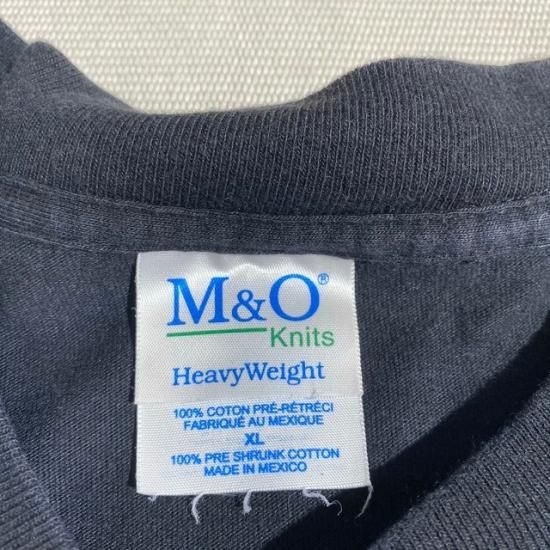 M&O®
Knits
HeavyWeight
100% COTON PRÉ-RÉTRÉCI
FABRIQUÉ AU MEXIQUE
XL
100% PRE SHRUNK COTTON
MADE IN MEXICO